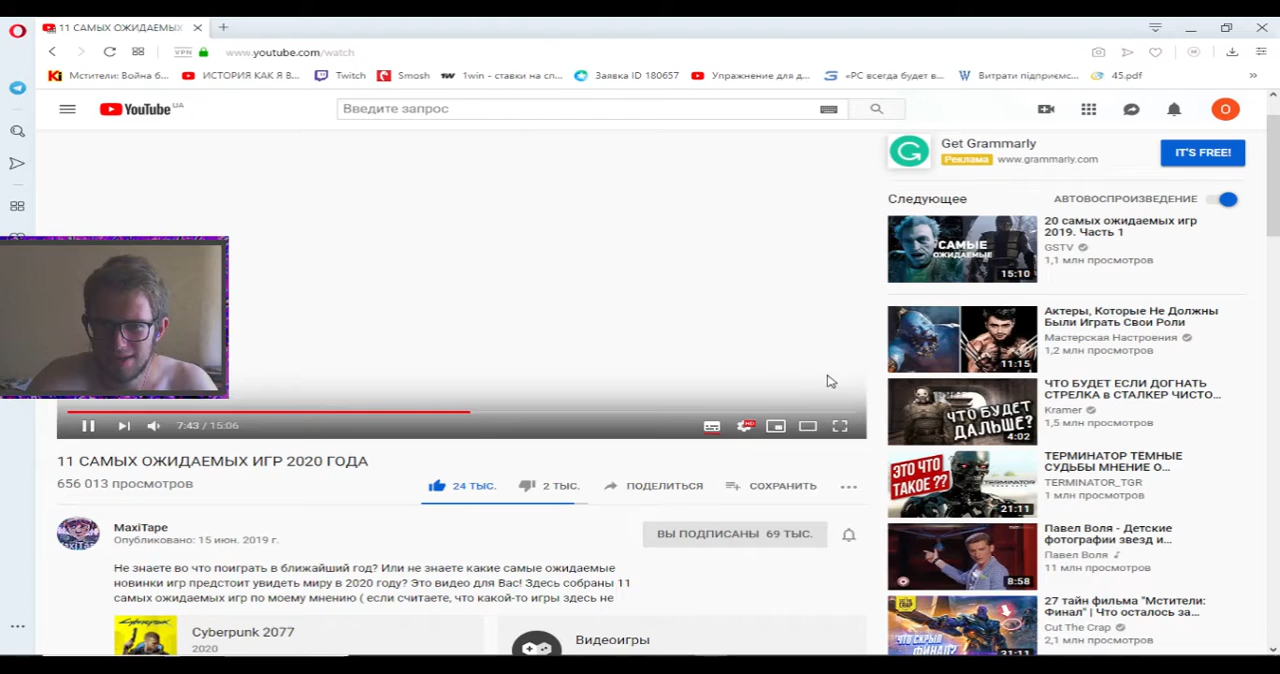 11 САМЫХ ОЖИДАЕМЫХ
VPN
www.youtube.com/watch
Мстители: Война б...
ИСТОРИЯ КАК Я В...
Twitch
Smosh
1win - ставки на сп...
Заявка ID 180657
Упражнение для д...
«PC всегда будет в...
Витрати підприємс...
45.pdf
YouTube UA
Введите запрос
O
Get Grammarly
Реклама www.grammarly.com
IT'S FREE!
Следующее
АВТОВОСПРОИЗВЕДЕНИЕ
САМЫЕ
ОЖИДАЕМЫЕ
15:10
20 самых ожидаемых игр
2019. Часть 1
GSTV
1,1 млн просмотров
11:15
Актеры, Которые Не Должны
Были Играть Свои Роли
Мастерская Настроения
1,2 млн просмотров
ЧТО БУДЕТ
ДАЛЬШЕ?
4:02
ЧТО БУДЕТ ЕСЛИ ДОГНАТЬ
СТРЕЛКА в СТАЛКЕР ЧИСТО...
Kramer
1,5 млн просмотров
ЭТО ЧТО
ТАКОЕ ??
21:11
ТЕРМИНАТОР ТЁМНЫЕ
СУДЬБЫ МНЕНИЕ О...
TERMINATOR_TGR
1 млн просмотров
8:58
Павел Воля - Детские
фотографии звезд и...
Павел Воля
11 млн просмотров
ЧТО СКРЫЛ
ФИНАЛ?
27 тайн фильма "Мстители:
Финал" | Что осталось за...
Cut The Crap
2,1 млн просмотров
7:43 / 15:06
HD
11 САМЫХ ОЖИДАЕМЫХ ИГР 2020 ГОДА
656 013 просмотров
24 ТЫС.
2 ТЫС.
ПОДЕЛИТЬСЯ
СОХРАНИТЬ
MaxiTape
Опубликовано: 15 июн. 2019 г.
ВЫ ПОДПИСАНЫ 69 ТЫС.
Не знаете во что поиграть в ближайший год? Или не знаете какие самые ожидаемые
новинки игр предстоит увидеть миру в 2020 году? Это видео для Вас! Здесь собраны 11
самых ожидаемых игр по моему мнению ( если считаете, что какой-то игры здесь не
Cyberpunk 2077
2020
Видеоигры